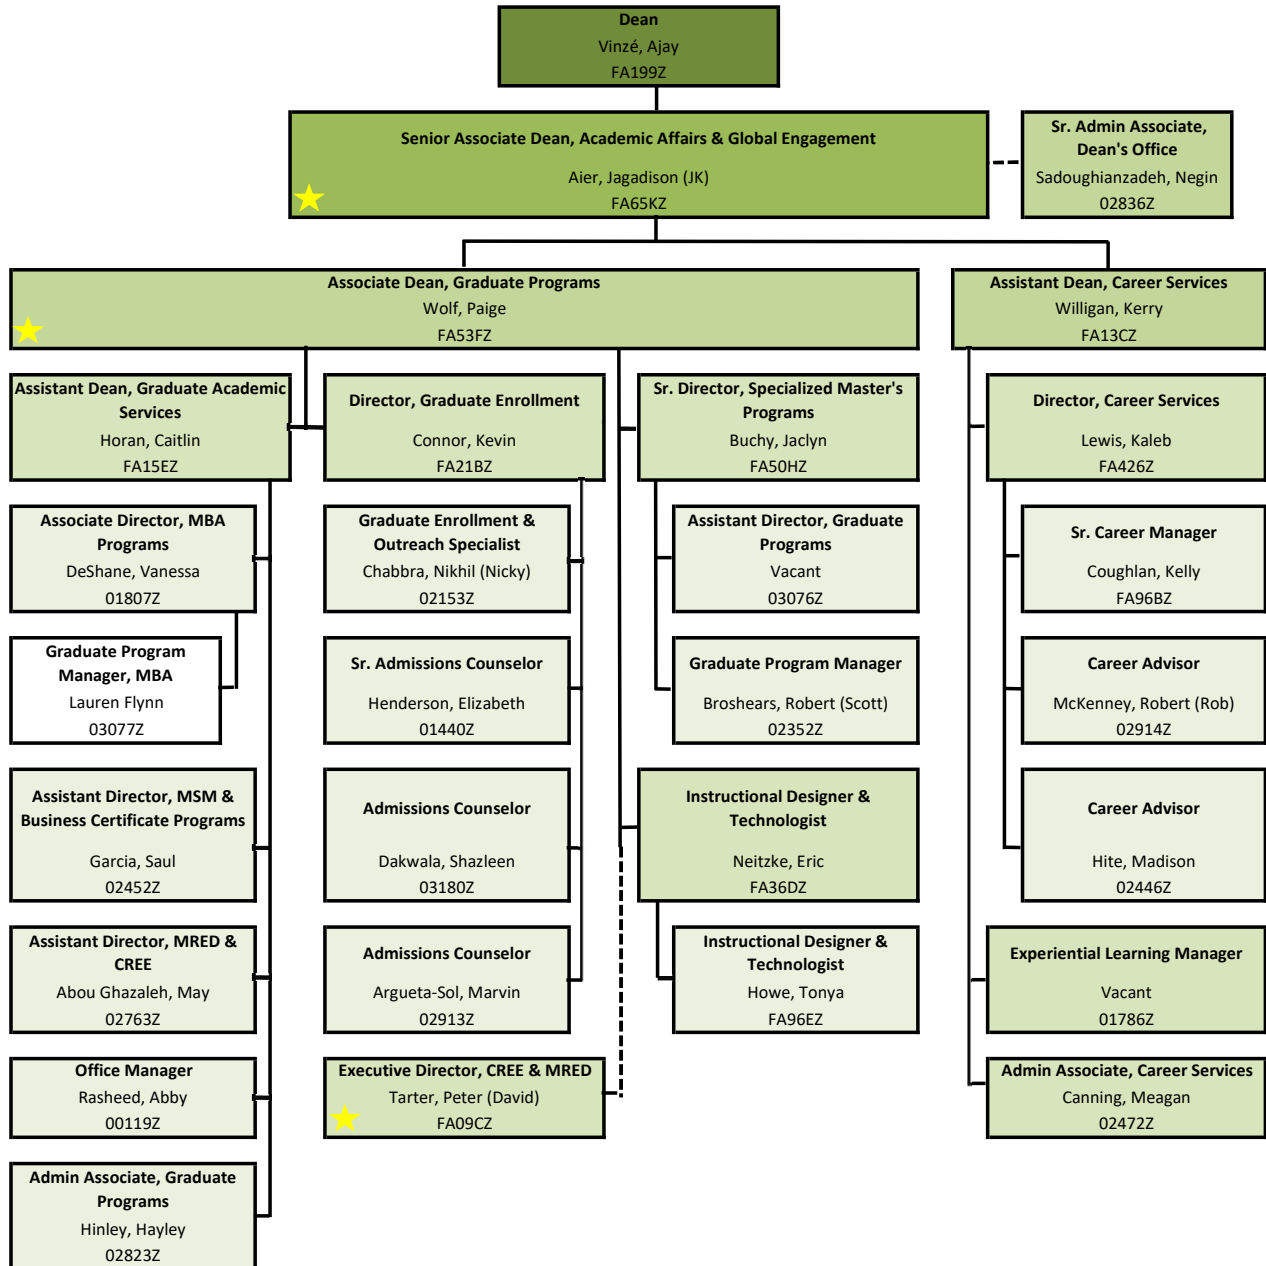 Dean
Vinzé, Ajay
FA199Z
Senior Associate Dean, Academic Affairs & Global Engagement
Aier, Jagadison (JK)
FA65KZ
Sr. Admin Associate,
Dean's Office
Sadoughianzadeh, Negin
02836Z
Associate Dean, Graduate Programs
Wolf, Paige
FA53FZ
Assistant Dean, Career Services
Willigan, Kerry
FA13CZ
Assistant Dean, Graduate Academic
Services
Horan, Caitlin
FA15EZ
Director, Graduate Enrollment
Connor, Kevin
FA21BZ
Sr. Director, Specialized Master's
Programs
Buchy, Jaclyn
FA50HZ
Director, Career Services
Lewis, Kaleb
FA426Z
Associate Director, MBA
Programs
DeShane, Vanessa
01807Z
Graduate Enrollment &
Outreach Specialist
Chabbra, Nikhil (Nicky)
02153Z
Assistant Director, Graduate
Programs
Vacant
03076Z
Sr. Career Manager
Coughlan, Kelly
FA96BZ
Graduate Program
Manager, MBA
Lauren Flynn
03077Z
Sr. Admissions Counselor
Henderson, Elizabeth
01440Z
Graduate Program Manager
Broshears, Robert (Scott)
02352Z
Career Advisor
McKenney, Robert (Rob)
02914Z
Assistant Director, MSM &
Business Certificate Programs
Garcia, Saul
02452Z
Admissions Counselor
Dakwala, Shazleen
03180Z
Instructional Designer &
Technologist
Neitzke, Eric
FA36DZ
Career Advisor
Hite, Madison
02446Z
Assistant Director, MRED &
CREE
Abou Ghazaleh, May
02763Z
Admissions Counselor
Argueta-Sol, Marvin
02913Z
Instructional Designer &
Technologist
Howe, Tonya
FA96EZ
Experiential Learning Manager
Vacant
01786Z
Office Manager
Rasheed, Abby
00119Z
Executive Director, CREE & MRED
Tarter, Peter (David)
FA09CZ
Admin Associate, Career Services
Canning, Meagan
02472Z
Admin Associate, Graduate
Programs
Hinley, Hayley
02823Z